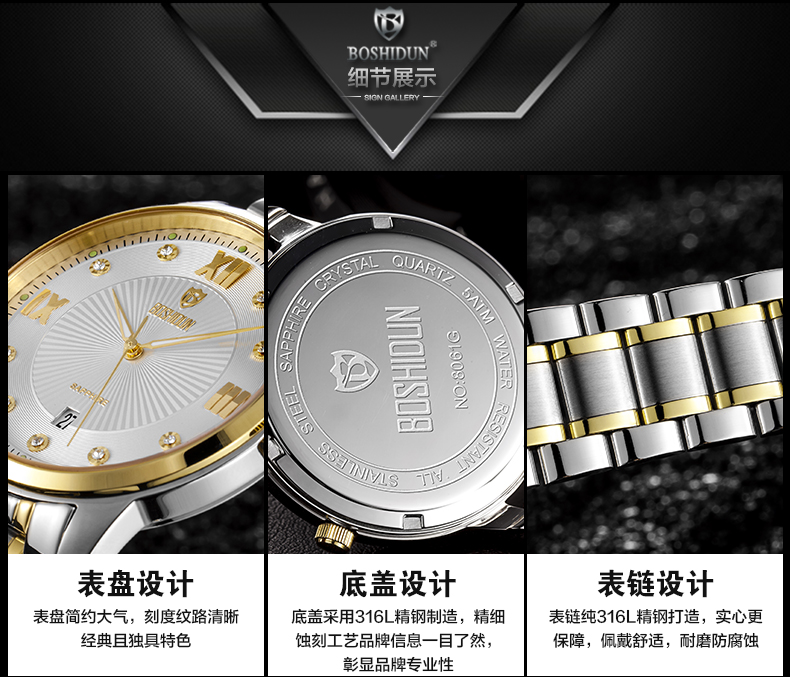 BOSHIDUN®
细节展示
SIGN GALLERY
XII
IX
III
BOSHIDUN
SAPPHIRE
27
SAPPHIRE CRYSTAL QUARTZ 5ATM WATER RESISTANT ALL STAINLESS STEEL
BOSHIDUN
NO:8061G
表盘设计
表盘简约大气，刻度纹路清晰
经典且独具特色
底盖设计
底盖采用316L精钢制造，精细
蚀刻工艺品牌信息一目了然，
彰显品牌专业性
表链设计
表链纯316L精钢打造，实心更
保障，佩戴舒适，耐磨防腐蚀